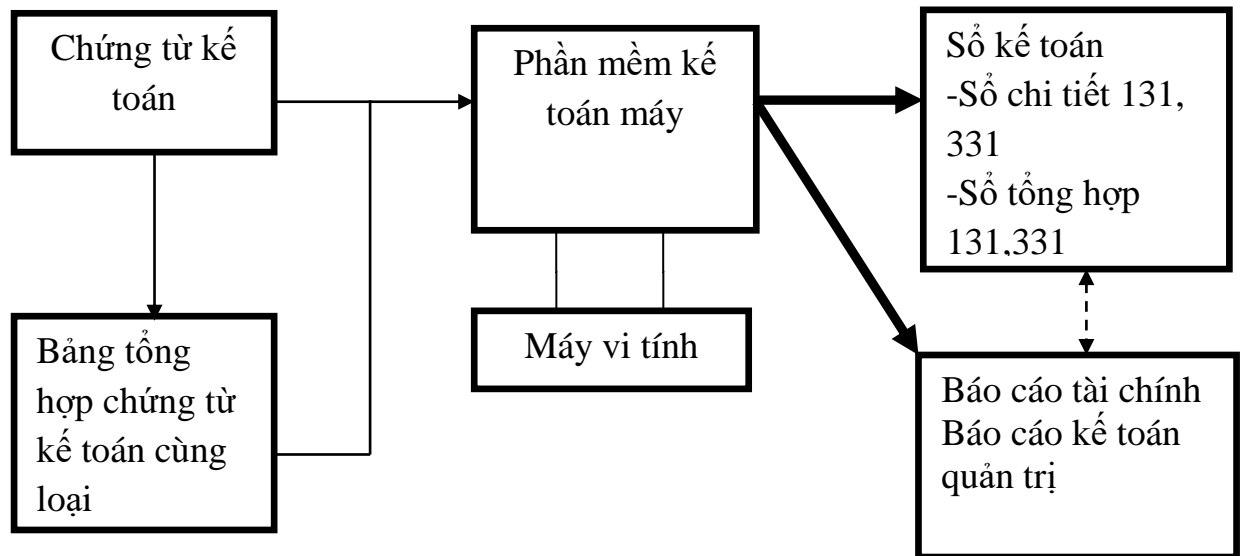 Chứng từ kế
toán
Phần mềm kế
toán máy
Sổ kế toán
-Sổ chi tiết 131,
331
-Sổ tổng hợp
131,331
Bảng tổng
hợp chứng từ
kế toán cùng
loại
Máy vi tính
Báo cáo tài chính
Báo cáo kế toán
quản trị